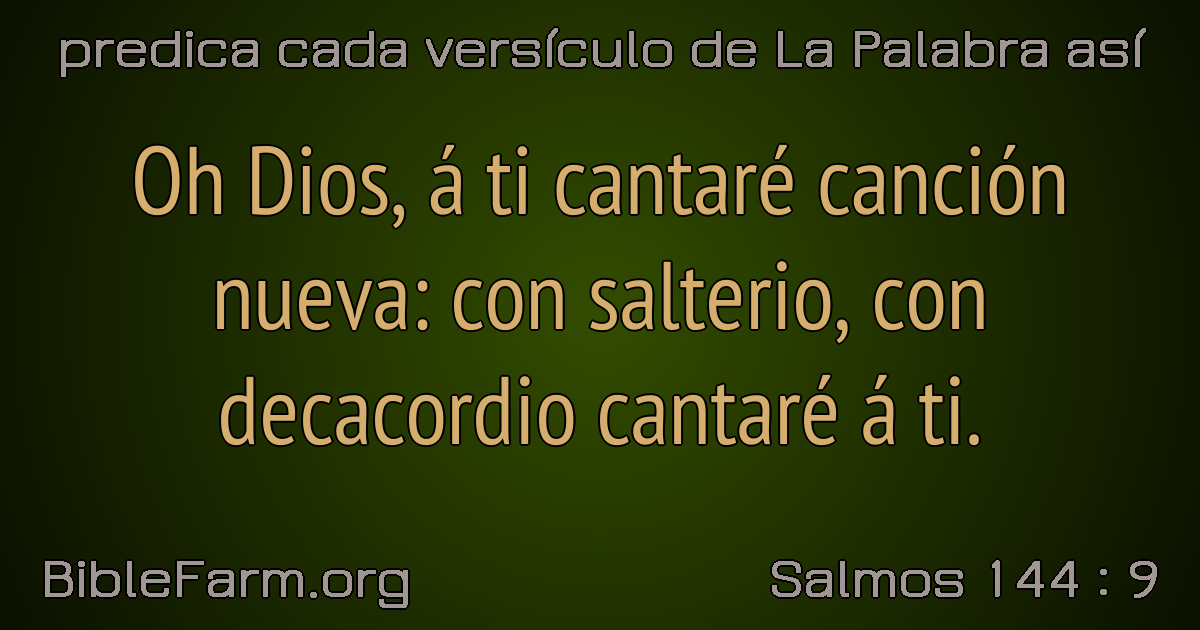 predica cada versículo de La Palabra así
Oh Dios, á ti cantaré canción
nueva: con salterio, con
decacordio cantaré á ti.
BibleFarm.org
Salmos 144 : 9